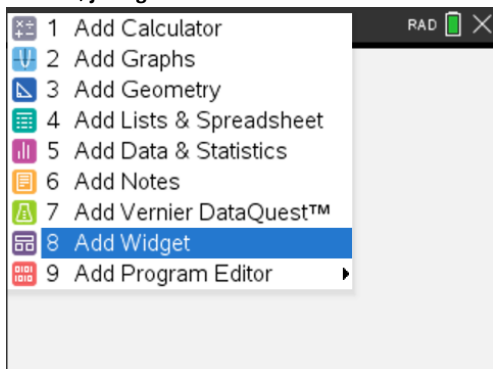 RAD
1 Add Calculator
2 Add Graphs
3 Add Geometry
4 Add Lists & Spreadsheet
5 Add Data & Statistics
6 Add Notes
7 Add Vernier DataQuest™
8 Add Widget
9 Add Program Editor